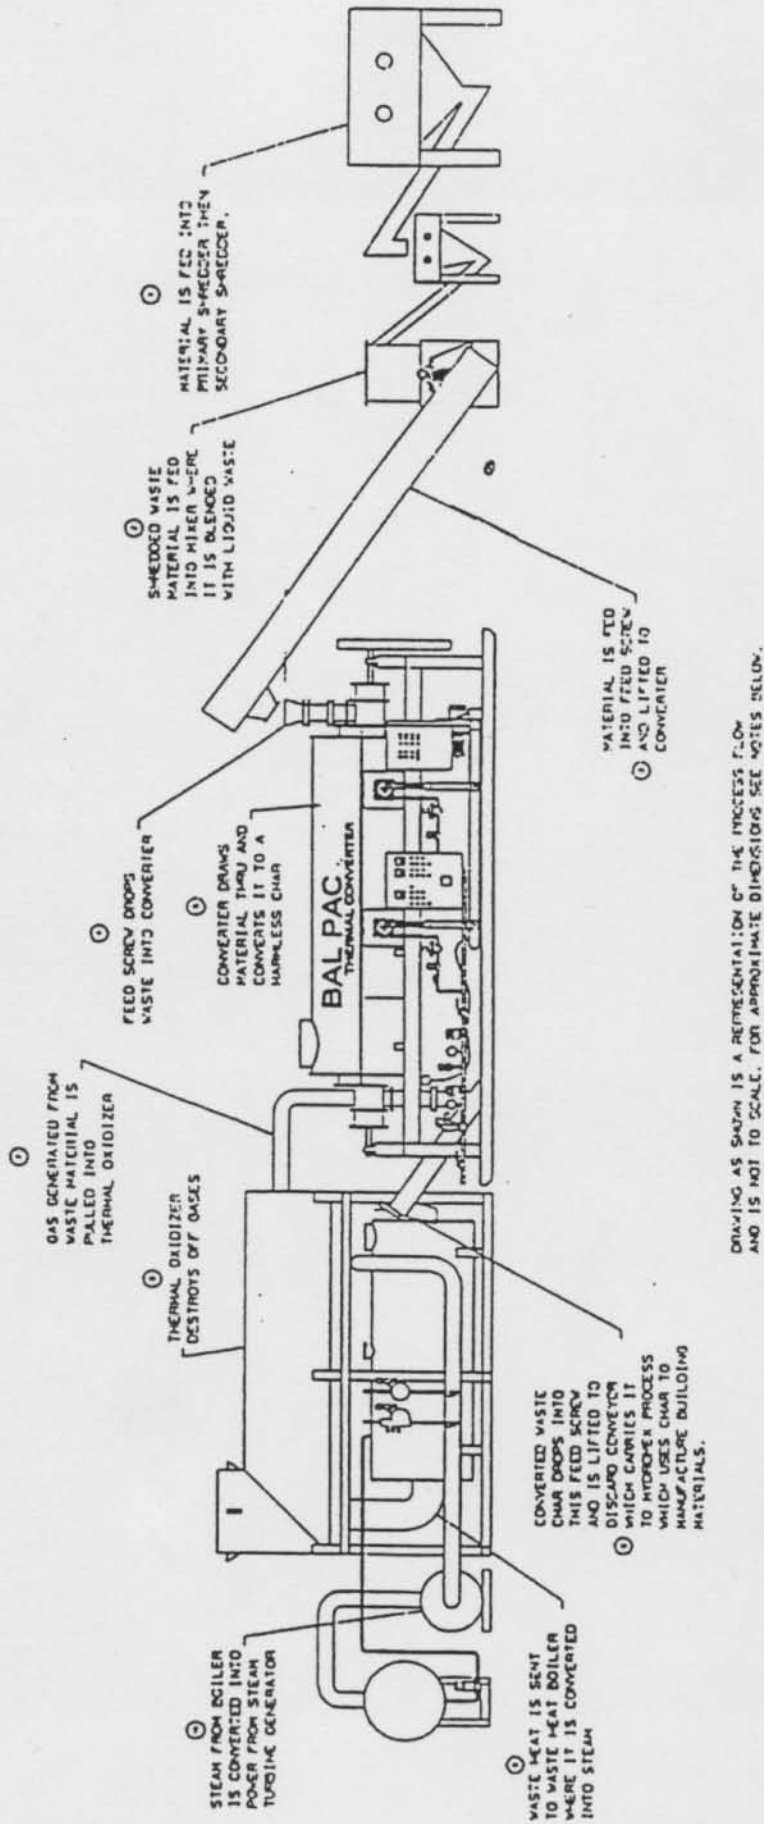 MATERIAL IS FED INTO
PRIMARY SHREDDER THEN
SECONDARY SHREDDER.
SHREDDED WASTE
MATERIAL IS FED
INTO MIXER WHERE
IT IS BLENDED
WITH LIQUID WASTE
MATERIAL IS FED
INTO FEED SCREW
AND LIFTED TO
CONVERTER
FEED SCREW DROPS
WASTE INTO CONVERTER
CONVERTER DRAWS
MATERIAL THRU AND
CONVERTS IT TO A
HARMLESS CHAR
BAL PAC
THERMAL CONVERTER
GAS GENERATED FROM
WASTE MATERIAL IS
PULLED INTO
THERMAL OXIDIZER
THERMAL OXIDIZER
DESTROYS OFF GASES
CONVERTED WASTE
CHAR DROPS INTO
THIS FEED SCREW
AND IS LIFTED TO
DISCARD CONVEYER
WHICH CARRIES IT
TO HYDROMEX PROCESS
WHICH USES CHAR TO
MANUFACTURE BUILDING
MATERIALS.
WASTE HEAT IS SENT
TO WASTE HEAT BOILER
WHERE IT IS CONVERTED
INTO STEAM
STEAM FROM BOILER
IS CONVERTED INTO
POWER FROM STEAM
TURBINE GENERATOR
DRAWING AS SHOWN IS A REPRESENTATION OF THE PROCESS FLOW
AND IS NOT TO SCALE. FOR APPROXIMATE DIMENSIONS SEE NOTES BELOW.